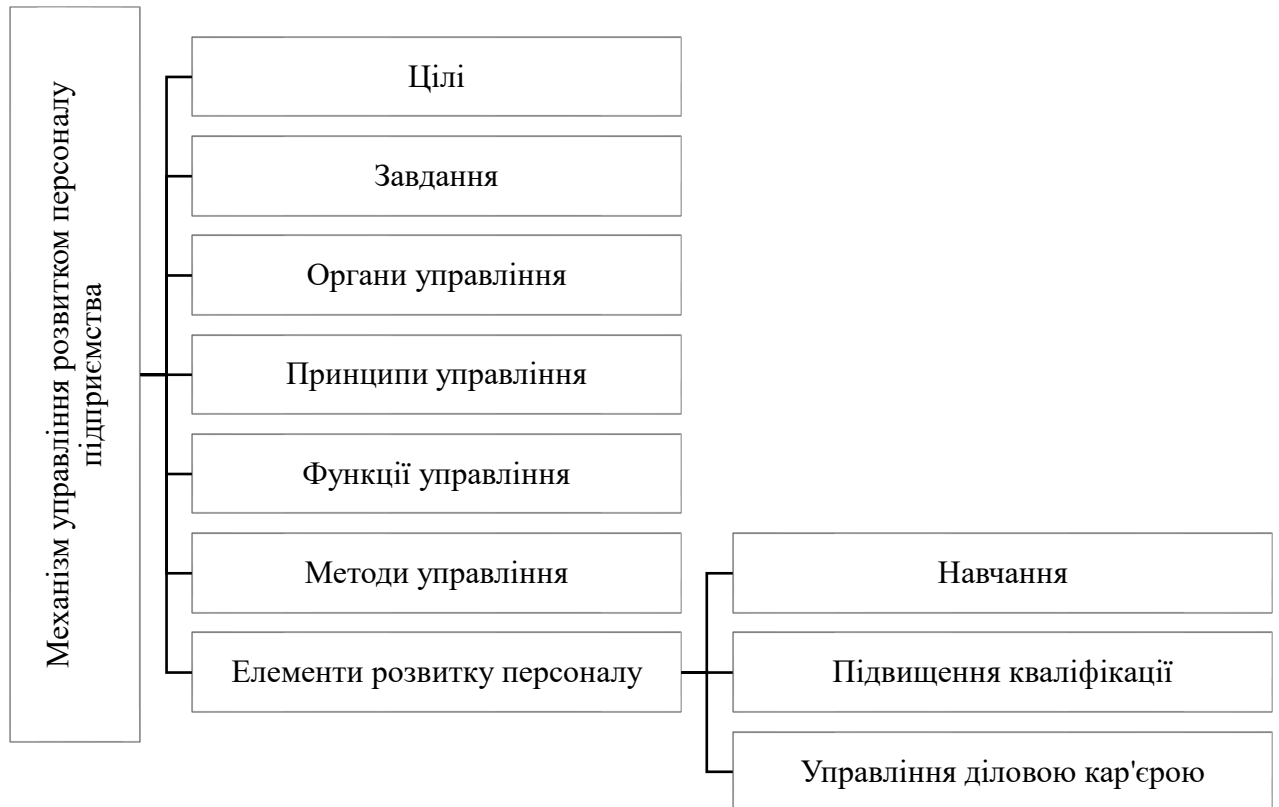 Механізм управління розвитком персоналу
підприємства
Цілі
Завдання
Органи управління
Принципи управління
Функції управління
Методи управління
Елементи розвитку персоналу
Навчання
Підвищення кваліфікації
Управління діловою кар'єрою